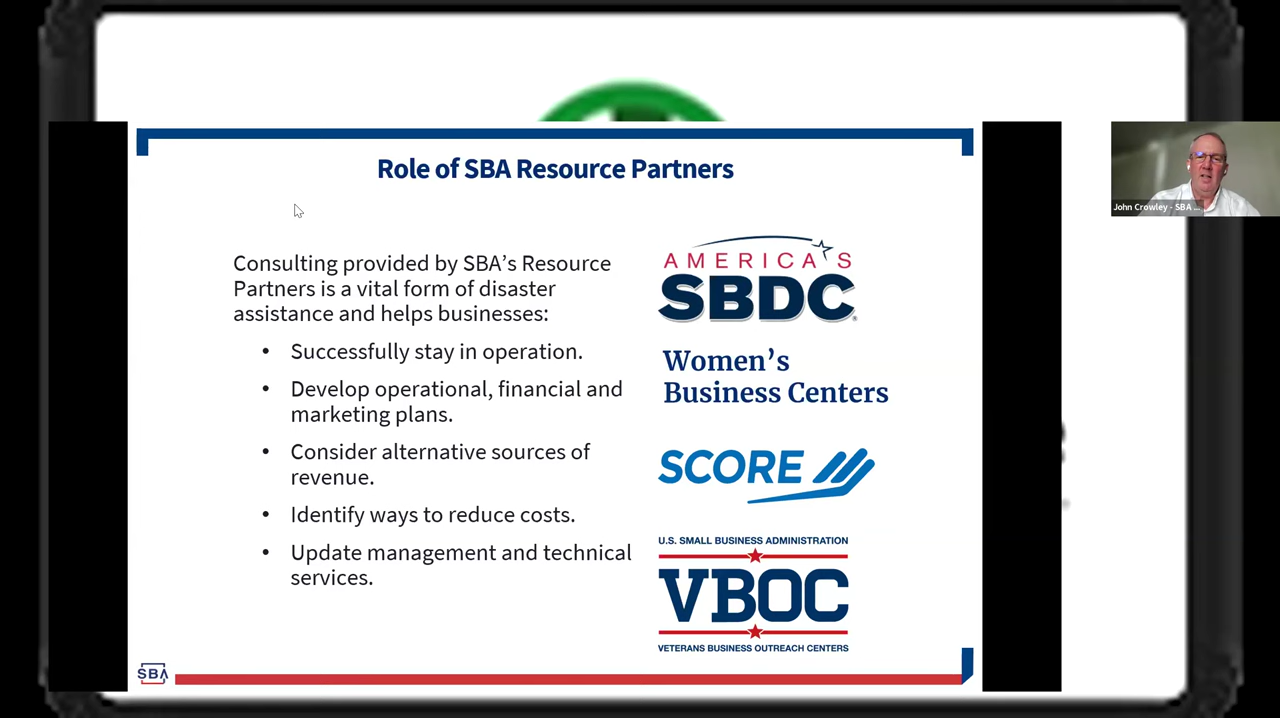 Role of SBA Resource Partners
Consulting provided by SBA’s Resource
Partners is a vital form of disaster
assistance and helps businesses:
• Successfully stay in operation.
• Develop operational, financial and
marketing plans.
• Consider alternative sources of
revenue.
• Identify ways to reduce costs.
• Update management and technical
services.
AMERICA'S
SBDC
Women’s
Business Centers
SCORE
U.S. SMALL BUSINESS ADMINISTRATION
VBOC
VETERANS BUSINESS OUTREACH CENTERS
SBA
John Crowley - SBA ...